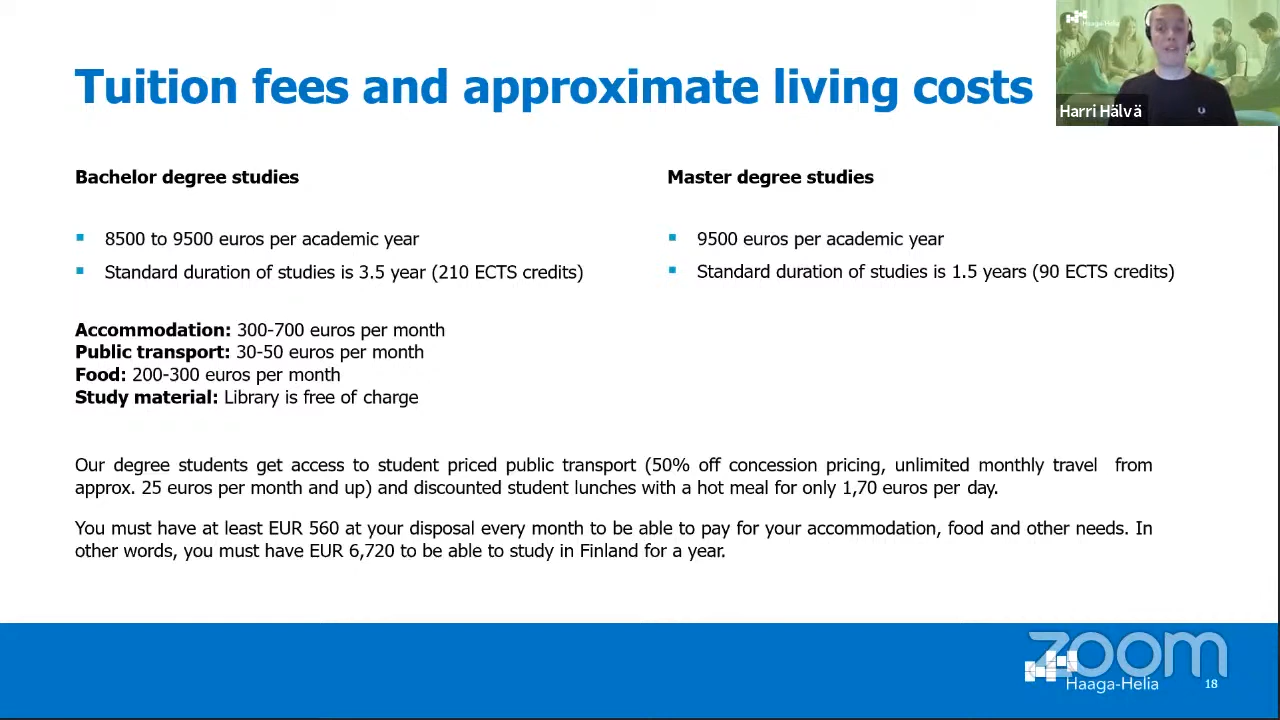 Haaga-Helia
Tuition fees and approximate living costs
Harri Hälvä
Bachelor degree studies
Master degree studies
8500 to 9500 euros per academic year
Standard duration of studies is 3.5 year (210 ECTS credits)
9500 euros per academic year
Standard duration of studies is 1.5 years (90 ECTS credits)
Accommodation: 300-700 euros per month
Public transport: 30-50 euros per month
Food: 200-300 euros per month
Study material: Library is free of charge
Our degree students get access to student priced public transport (50% off concession pricing, unlimited monthly travel from
approx. 25 euros per month and up) and discounted student lunches with a hot meal for only 1,70 euros per day.
You must have at least EUR 560 at your disposal every month to be able to pay for your accommodation, food and other needs. In
other words, you must have EUR 6,720 to be able to study in Finland for a year.
zoom
Haaga-Helia
18